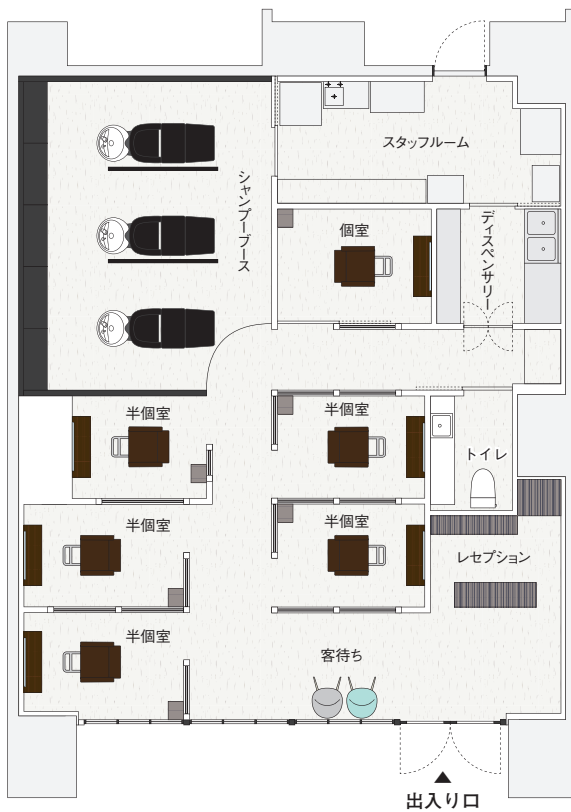 スタッフルーム
シャンプーブース
個室
ディスペンサリー
半個室
半個室
トイレ
半個室
半個室
レセプション
半個室
客待ち
出入り口